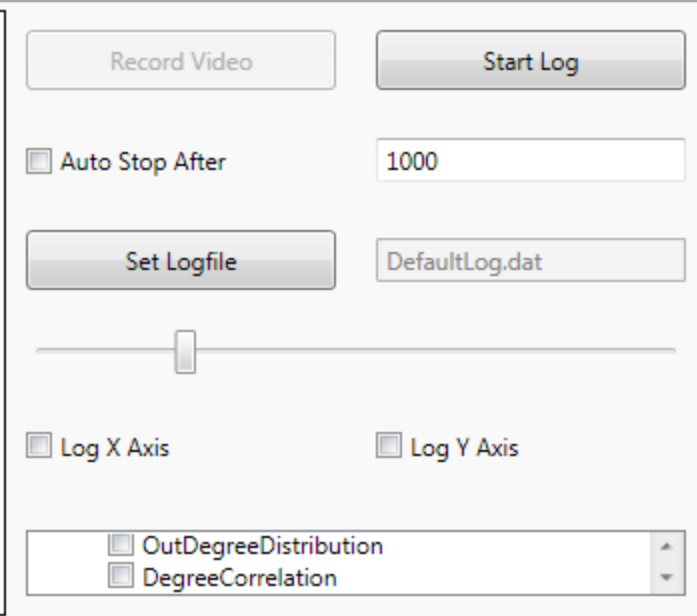 Record Video
Start Log
Auto Stop After
1000
Set Logfile
DefaultLog.dat
Log X Axis
Log Y Axis
OutDegreeDistribution
DegreeCorrelation